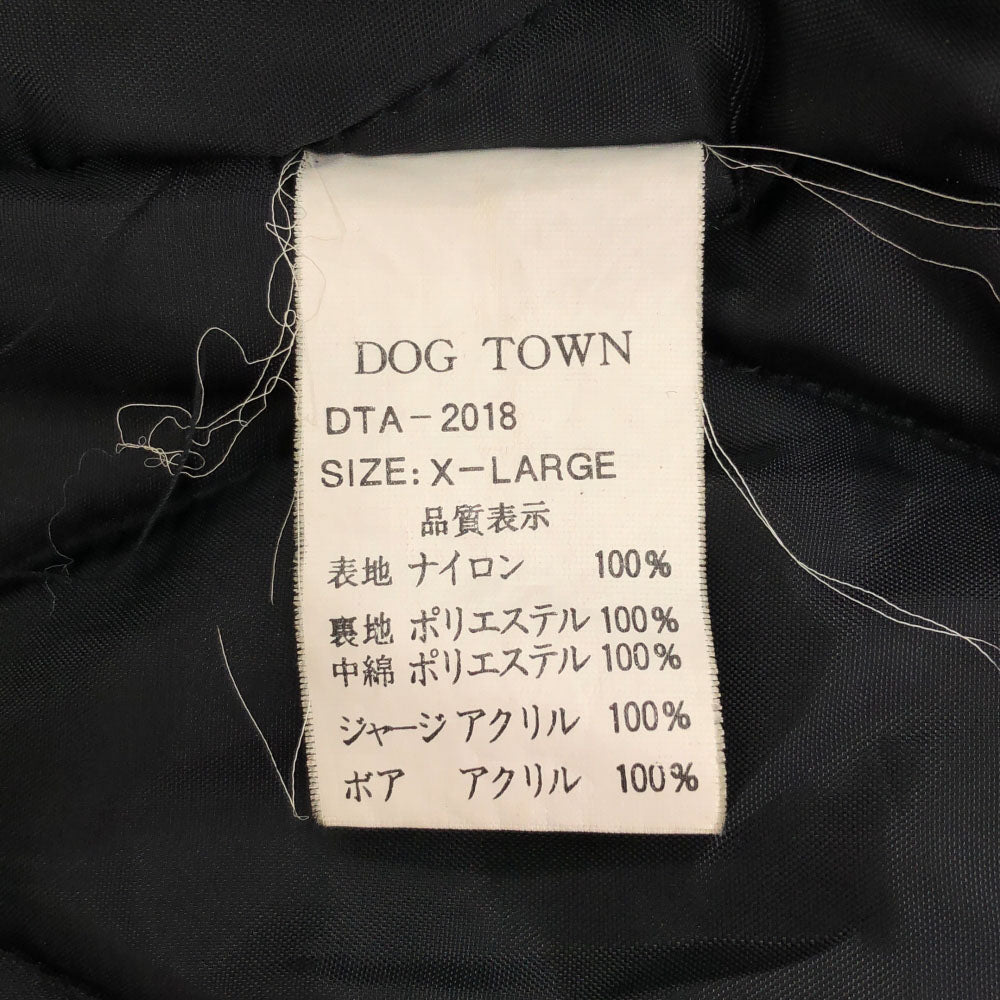 DOG TOWN
DTA-2018
SIZE: X-LARGE
品質表示
表地 ナイロン 100%
裏地 ポリエステル 100%
中綿 ポリエステル 100%
ジャージ アクリル 100%
ボア アクリル 100%